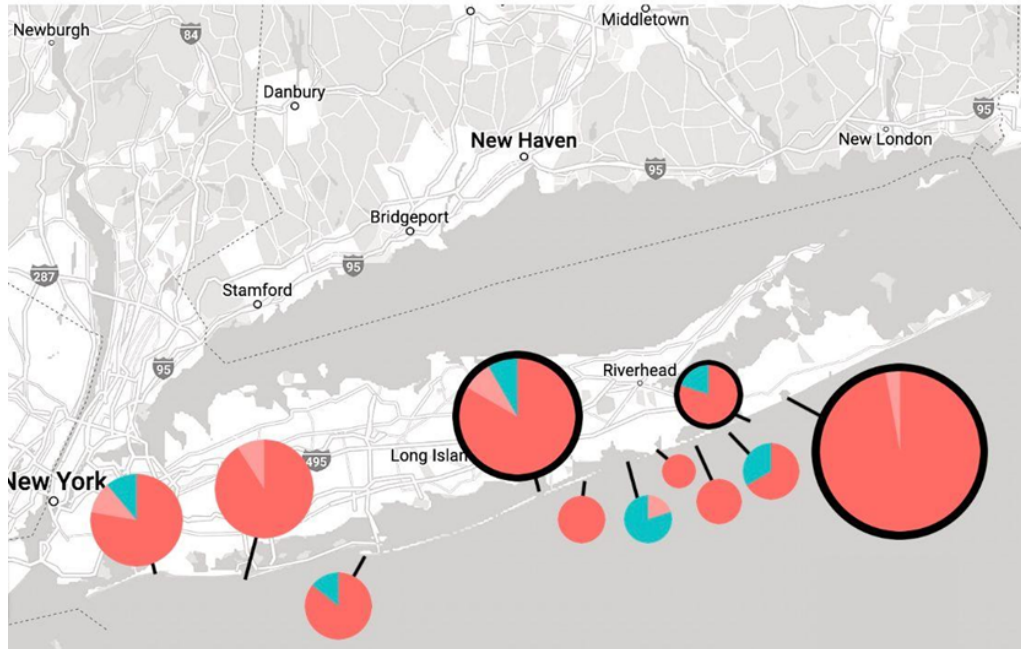 Newburgh
84
Middletown
Danbury
New Haven
95
New London
95
Bridgeport
287
95
Stamford
95
Riverhead
Long Islan
495
New York